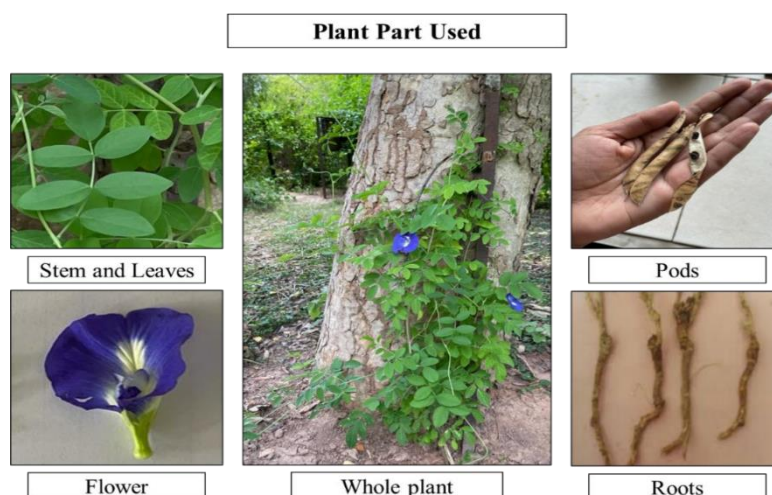 Plant Part Used
Stem and Leaves
Pods
Flower
Whole plant
Roots